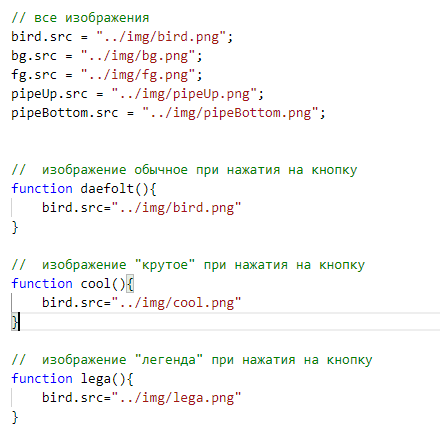 // все изображения
bird.src = "../img/bird.png";
bg.src = "../img/bg.png";
fg.src = "../img/fg.png";
pipeUp.src = "../img/pipeUp.png";
pipeBottom.src = "../img/pipeBottom.png";
//  изображение обычное при нажатия на кнопку
function daefolt(){
    bird.src="../img/bird.png"
}
//  изображение "крутое" при нажатия на кнопку
function cool(){
    bird.src="../img/cool.png"
}
//  изображение "легенда" при нажатия на кнопку
function lega(){
    bird.src="../img/lega.png"
}